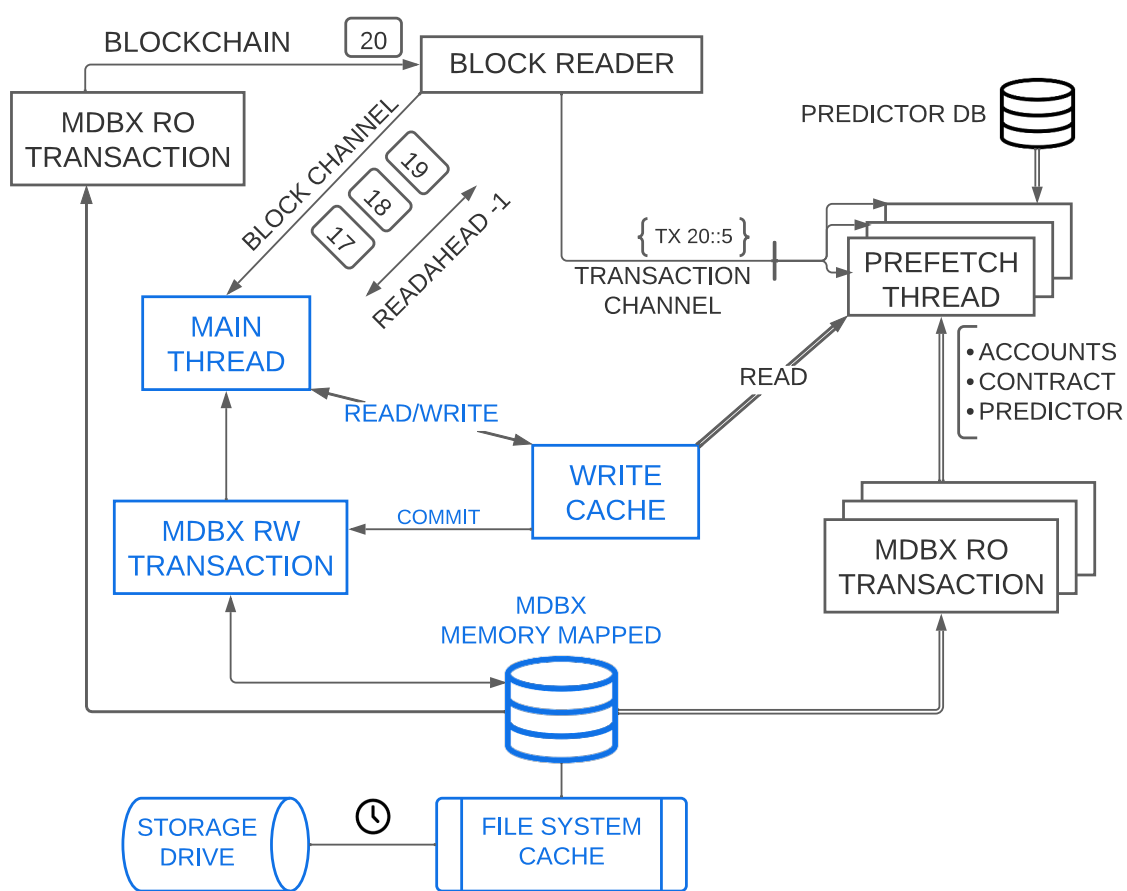 BLOCKCHAIN
20
BLOCK READER
MDBX RO
TRANSACTION
PREDICTOR DB
BLOCK CHANNEL
17
18
19
READAHEAD -1
{ TX 20::5 }
TRANSACTION
CHANNEL
PREFETCH
THREAD
MAIN
THREAD
READ
• ACCOUNTS
• CONTRACT
• PREDICTOR
READ/WRITE
WRITE
CACHE
COMMIT
MDBX RW
TRANSACTION
MDBX RO
TRANSACTION
MDBX
MEMORY MAPPED
STORAGE
DRIVE
FILE SYSTEM
CACHE